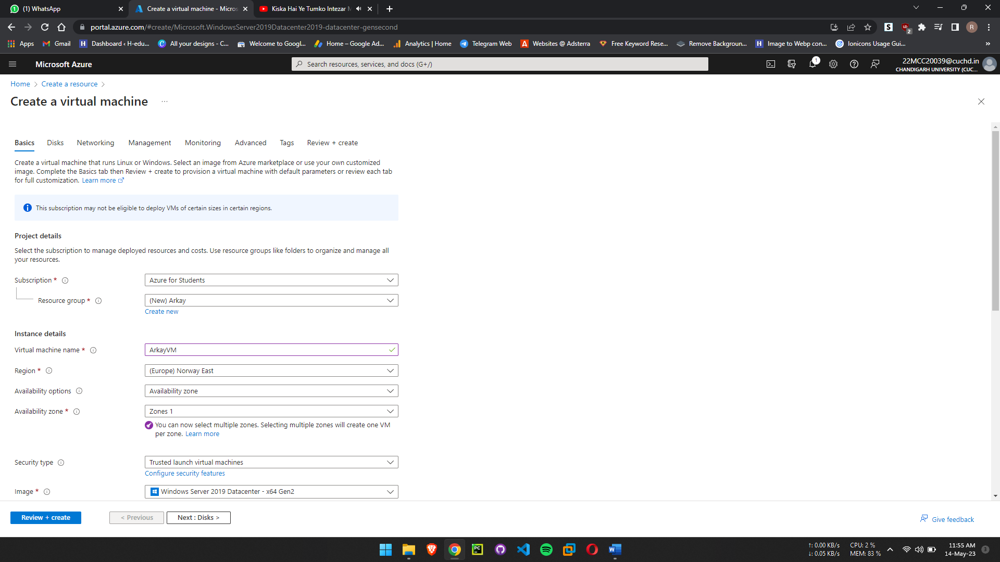 (1) WhatsApp
Create a virtual machine - Micros
Kiska Hai Ye Tumko Intezar M
portal.azure.com/#create/Microsoft.WindowsServer2019Datacenter2019-datacenter-gensecond
S
2
R
Apps
Gmail
Dashboard ‹ H-edu...
All your designs - C...
Welcome to Googl...
Home – Google Ad...
Analytics | Home
Telegram Web
Websites @ Adsterra
Free Keyword Rese...
Remove Backgroun...
Image to Webp con...
Ionicons Usage Gui...
»
Microsoft Azure
Search resources, services, and docs (G+/)
1
22MCC20039@cuchd.in
CHANDIGARH UNIVERSITY (CUC...
Home > Create a resource >
Create a virtual machine ...
Basics Disks Networking Management Monitoring Advanced Tags Review + create
Create a virtual machine that runs Linux or Windows. Select an image from Azure marketplace or use your own customized
image. Complete the Basics tab then Review + create to provision a virtual machine with default parameters or review each tab
for full customization. Learn more
This subscription may not be eligible to deploy VMs of certain sizes in certain regions.
Project details
Select the subscription to manage deployed resources and costs. Use resource groups like folders to organize and manage all
your resources.
Subscription * Azure for Students
Resource group * (New) Arkay
Create new
Instance details
Virtual machine name * ArkayVM
Region * (Europe) Norway East
Availability options Availability zone
Availability zone * Zones 1
You can now select multiple zones. Selecting multiple zones will create one VM
per zone. Learn more
Security type Trusted launch virtual machines
Configure security features
Image * Windows Server 2019 Datacenter - x64 Gen2
Review + create < Previous Next : Disks > Give feedback
↑: 0.00 KB/s
↓: 0.05 KB/s
CPU: 2 %
MEM: 83 %
11:55 AM
14-May-23
3